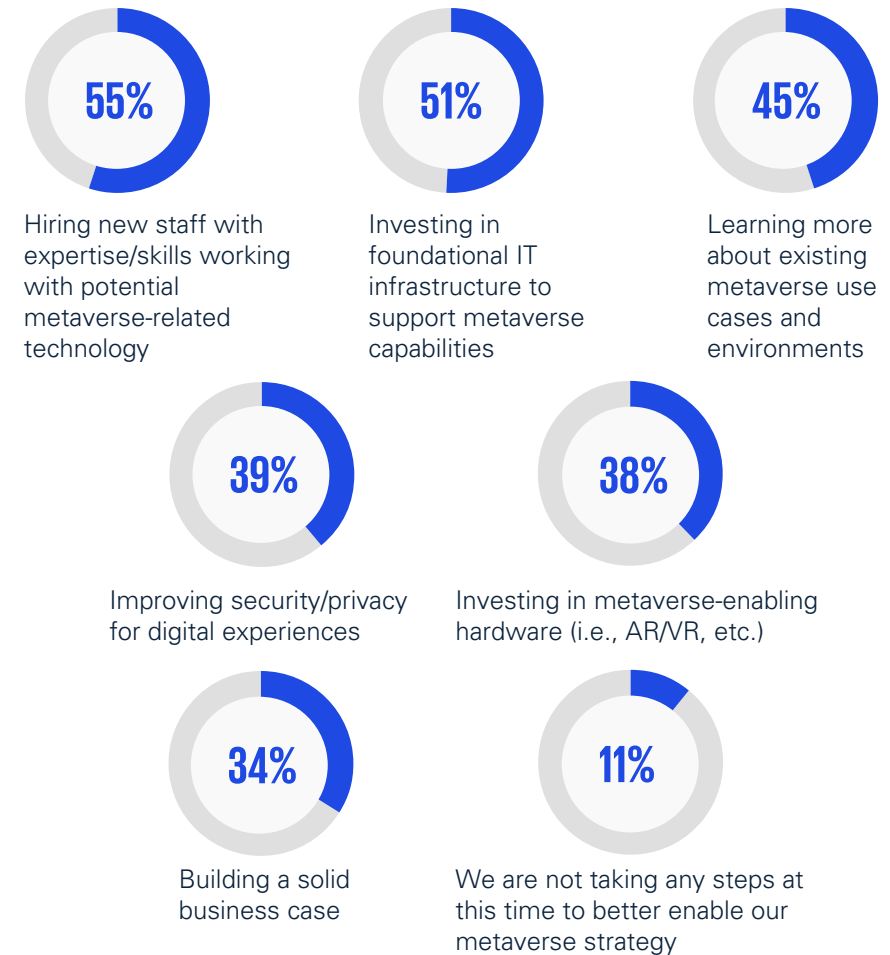 55%
Hiring new staff with
expertise/skills working
with potential
metaverse-related
technology
51%
Investing in
foundational IT
infrastructure to
support metaverse
capabilities
45%
Learning more
about existing
metaverse use
cases and
environments
39%
Improving security/privacy
for digital experiences
38%
Investing in metaverse-enabling
hardware (i.e., AR/VR, etc.)
34%
Building a solid
business case
11%
We are not taking any steps at
this time to better enable our
metaverse strategy